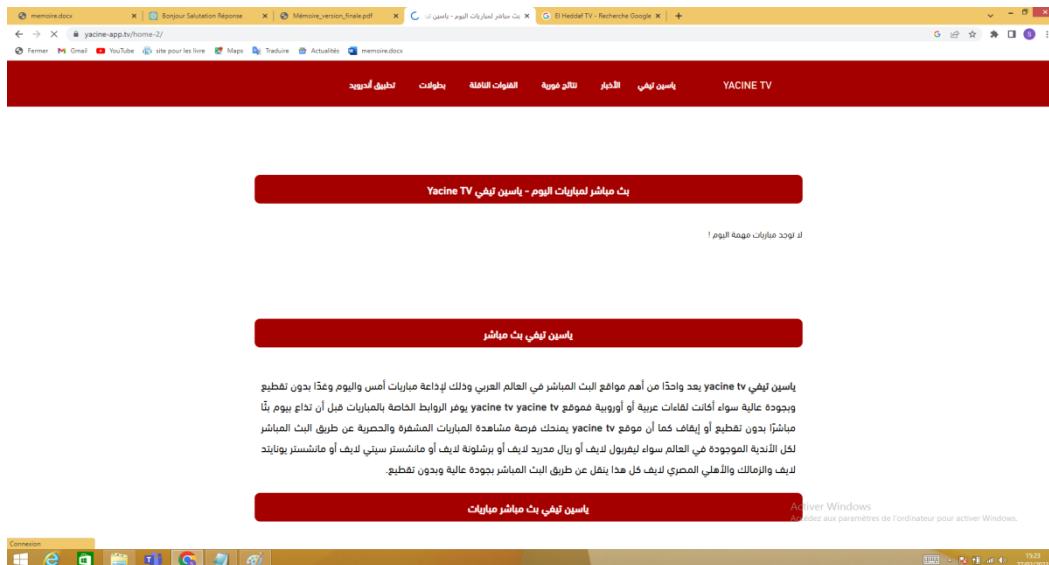 memoire.docx
Bonjour Salutation Réponse
Mémoire_version_finale.pdf
بث مباشر لمباريات اليوم - ياسين
El Heddaf TV - Recherche Google
yacine-app.tv/home-2/
Fermer
Gmail
YouTube
site pour les livre
Maps
Traduire
Actualités
memoire.docx
YACINE TV
ياسين تيفي
الأخبار
نتائج فورية
القنوات الناقلة
بطولات
تطبيق أندرويد
بث مباشر لمباريات اليوم – ياسين تيفي Yacine TV
لا توجد مباريات مهمة اليوم !
ياسين تيفي بث مباشر
ياسين تيفي yacine tv يعد واحدًا من أهم مواقع البث المباشر في العالم العربي وذلك لإذاعة مباريات أمس واليوم وغدًا بدون تقطيع
وبجودة عالية سواء أكانت لقاءات عربية أو أوروبية فموقع yacine tv yacine tv يوفر الروابط الخاصة بالمباريات قبل أن تذاع بيوم بثًا
مباشرًا بدون تقطيع أو إيقاف كما أن موقع yacine tv يمنحك فرصة مشاهدة المباريات المشفرة والحصرية عن طريق البث المباشر
لكل الأندية الموجودة في العالم سواء ليفربول لايف أو ريال مدريد لايف أو برشلونة لايف أو مانشستر سيتي لايف أو مانشستر يونايتد
لايف والزمالك والأهلي المصري لايف كل هذا ينقل عن طريق البث المباشر بجودة عالية وبدون تقطيع.
ياسين تيفي بث مباشر مباريات
Activer Windows
Accédez aux paramètres de l'ordinateur pour activer Windows.
Connexion
15:23